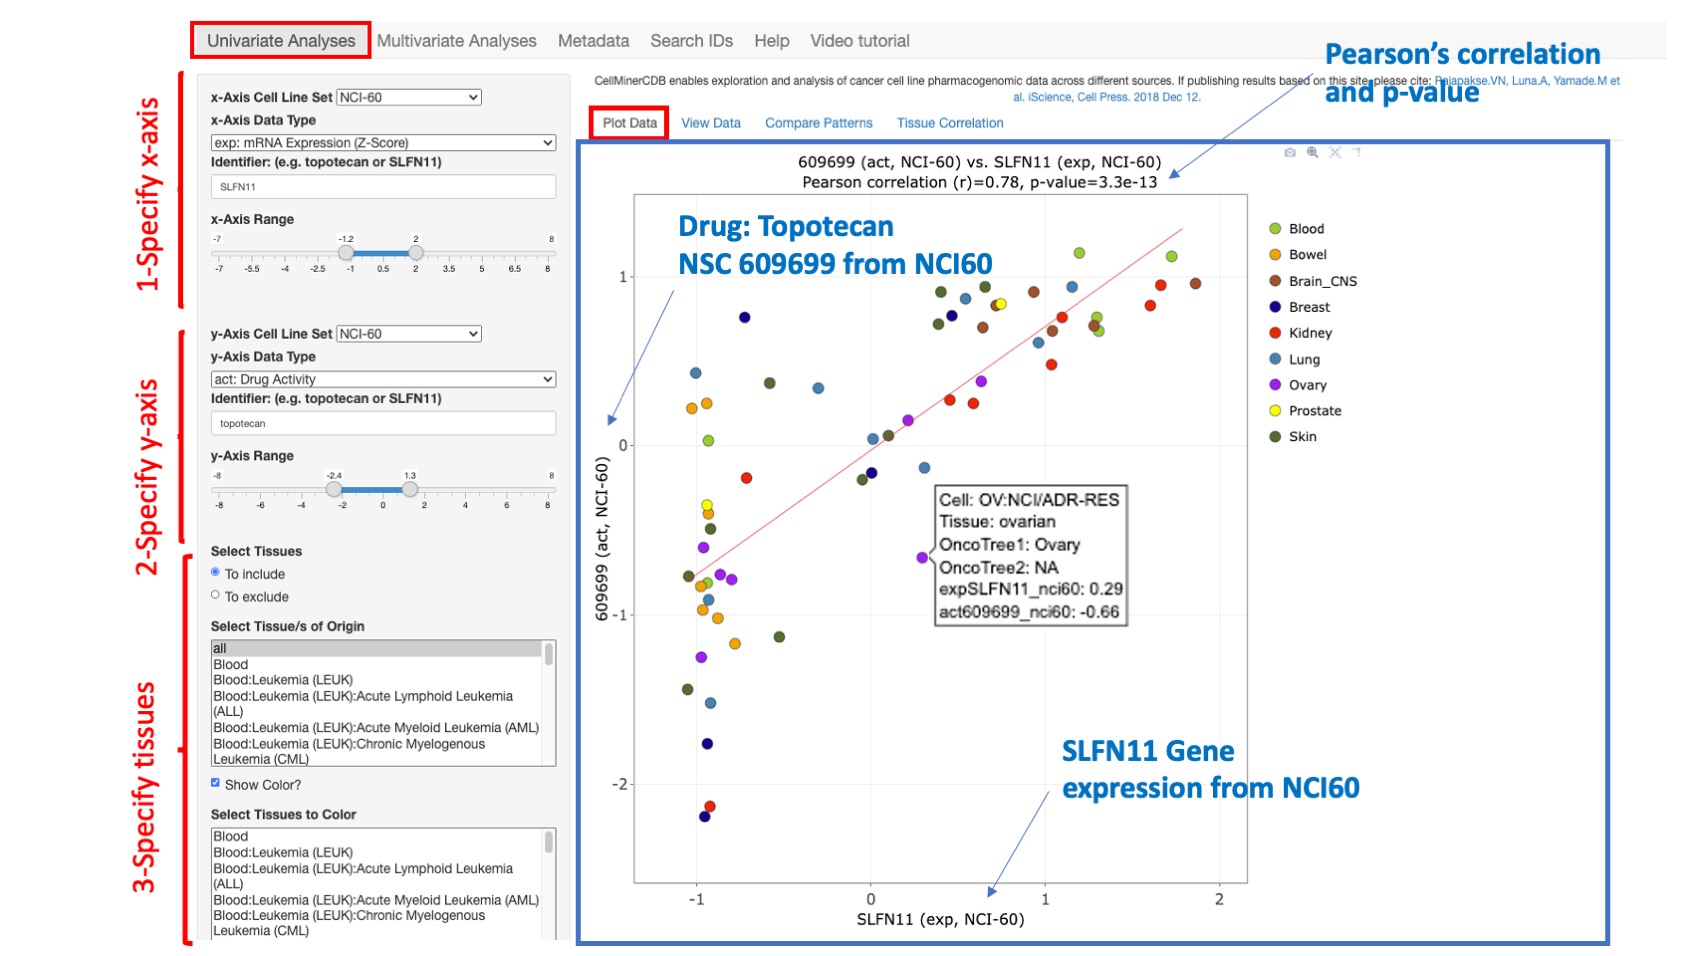 Univariate Analyses Multivariate Analyses Metadata Search IDs Help Video tutorial
Pearson's correlation
and p-value
CellMinerCDB enables exploration and analysis of cancer cell line pharmacogenomic data across different sources. If publishing results based on this site, please cite: Rajapakse.VN, Luna.A, Yamade.M et
al. iScience, Cell Press. 2018 Dec 12.
1-Specify x-axis
x-Axis Cell Line Set NCI-60
x-Axis Data Type
exp: mRNA Expression (Z-Score)
Identifier: (e.g. topotecan or SLFN11)
SLFN11
x-Axis Range
-7 -1.2 2 8
-7 -5.5 -4 -2.5 -1 0.5 2 3.5 5 6.5 8
2-Specify y-axis
y-Axis Cell Line Set NCI-60
y-Axis Data Type
act: Drug Activity
Identifier: (e.g. topotecan or SLFN11)
topotecan
y-Axis Range
-8 -2.4 1.3 8
-8 -6 -4 -2 0 2 4 6 8
3-Specify tissues
Select Tissues
To include
To exclude
Select Tissue/s of Origin
all
Blood
Blood:Leukemia (LEUK)
Blood:Leukemia (LEUK):Acute Lymphoid Leukemia
(ALL)
Blood:Leukemia (LEUK):Acute Myeloid Leukemia (AML)
Blood:Leukemia (LEUK):Chronic Myelogenous
Leukemia (CML)
Show Color?
Select Tissues to Color
Blood
Blood:Leukemia (LEUK)
Blood:Leukemia (LEUK):Acute Lymphoid Leukemia
(ALL)
Blood:Leukemia (LEUK):Acute Myeloid Leukemia (AML)
Blood:Leukemia (LEUK):Chronic Myelogenous
Leukemia (CML)
Plot Data View Data Compare Patterns Tissue Correlation
609699 (act, NCI-60) vs. SLFN11 (exp, NCI-60)
Pearson correlation (r)=0.78, p-value=3.3e-13
Drug: Topotecan
NSC 609699 from NCI60
Blood
Bowel
Brain_CNS
Breast
Kidney
Lung
Ovary
Prostate
Skin
1
0
-1
-2
609699 (act, NCI-60)
Cell: OV:NCI/ADR-RES
Tissue: ovarian
OncoTree1: Ovary
OncoTree2: NA
expSLFN11_nci60: 0.29
act609699_nci60: -0.66
SLFN11 Gene
expression from NCI60
-1 0 1 2
SLFN11 (exp, NCI-60)